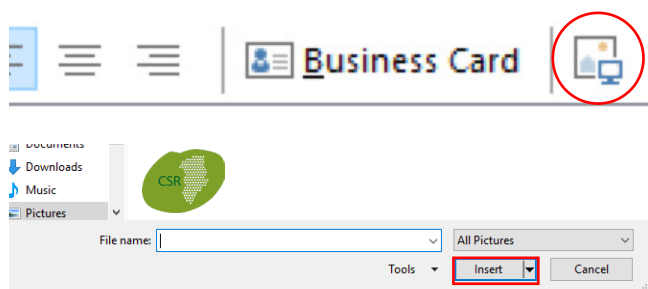 Business Card
Documents
Downloads
Music
CSR
Pictures
File name:
All Pictures
Tools
Insert
Cancel